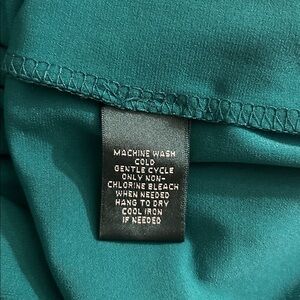 MACHINE WASH
COLD
GENTLE CYCLE
ONLY NON-
CHLORINE BLEACH
WHEN NEEDED
HANG TO DRY
COOL IRON
IF NEEDED